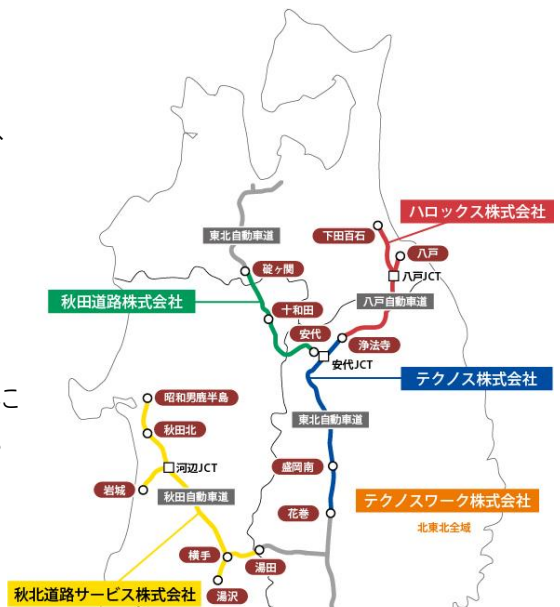 、
ハロックス株式会社
下田百石
八戸
東北自動車道
碇ヶ関
八戸JCT
秋田道路株式会社
八戸自動車道
十和田
安代
浄法寺
安代JCT
テクノス株式会社
昭和男鹿半島
こ
東北自動車道
秋田北
河辺JCT
盛岡南
岩城
秋田自動車道
テクノスワーク株式会社
花巻
北東北全域
横手
湯田
秋北道路サービス株式会社
湯沢